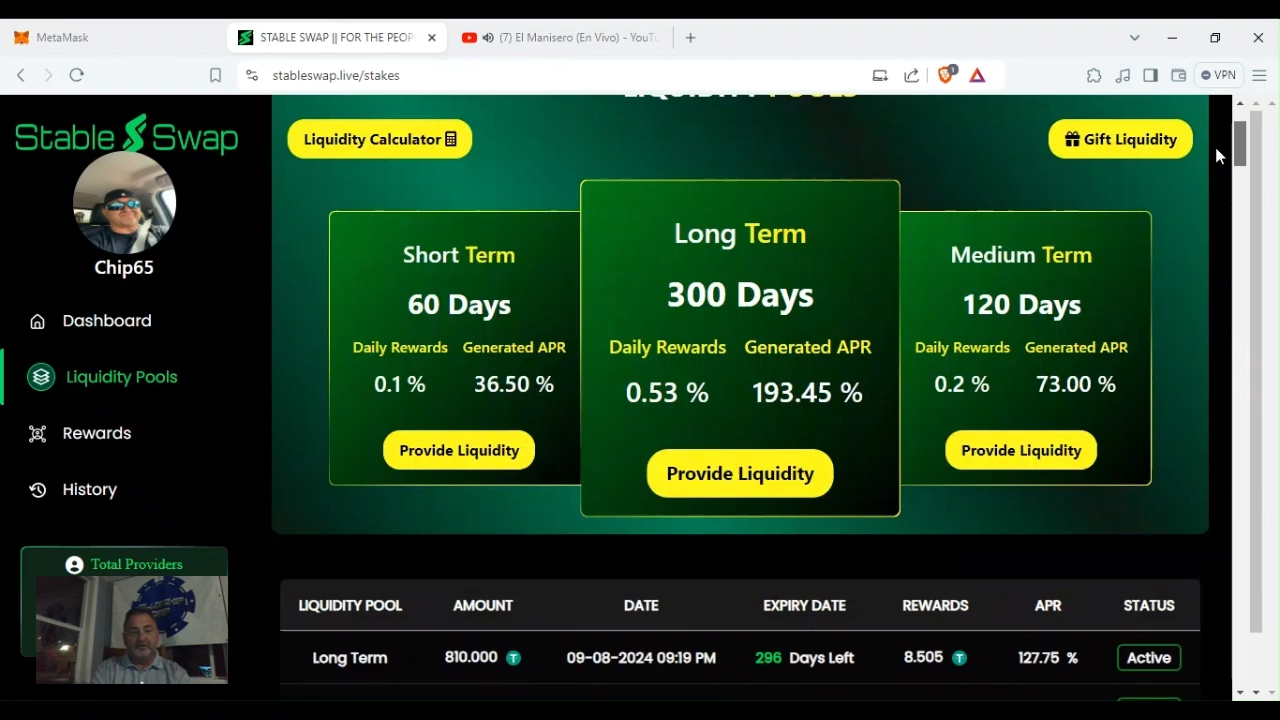 MetaMask
STABLE SWAP || FOR THE PEOP
(7) El Manisero (En Vivo) - YouTu
stableswap.live/stakes
1
VPN
Stable Swap
Chip65
Dashboard
Liquidity Pools
Rewards
History
Total Providers
LIQUIDITY POOLS
Liquidity Calculator
Gift Liquidity
Short Term
60 Days
Daily Rewards Generated APR
0.1 % 36.50 %
Provide Liquidity
Long Term
300 Days
Daily Rewards Generated APR
0.53 % 193.45 %
Provide Liquidity
Medium Term
120 Days
Daily Rewards Generated APR
0.2 % 73.00 %
Provide Liquidity
LIQUIDITY POOL AMOUNT DATE EXPIRY DATE REWARDS APR STATUS
Long Term 810.000 09-08-2024 09:19 PM 296 Days Left 8.505 127.75 % Active